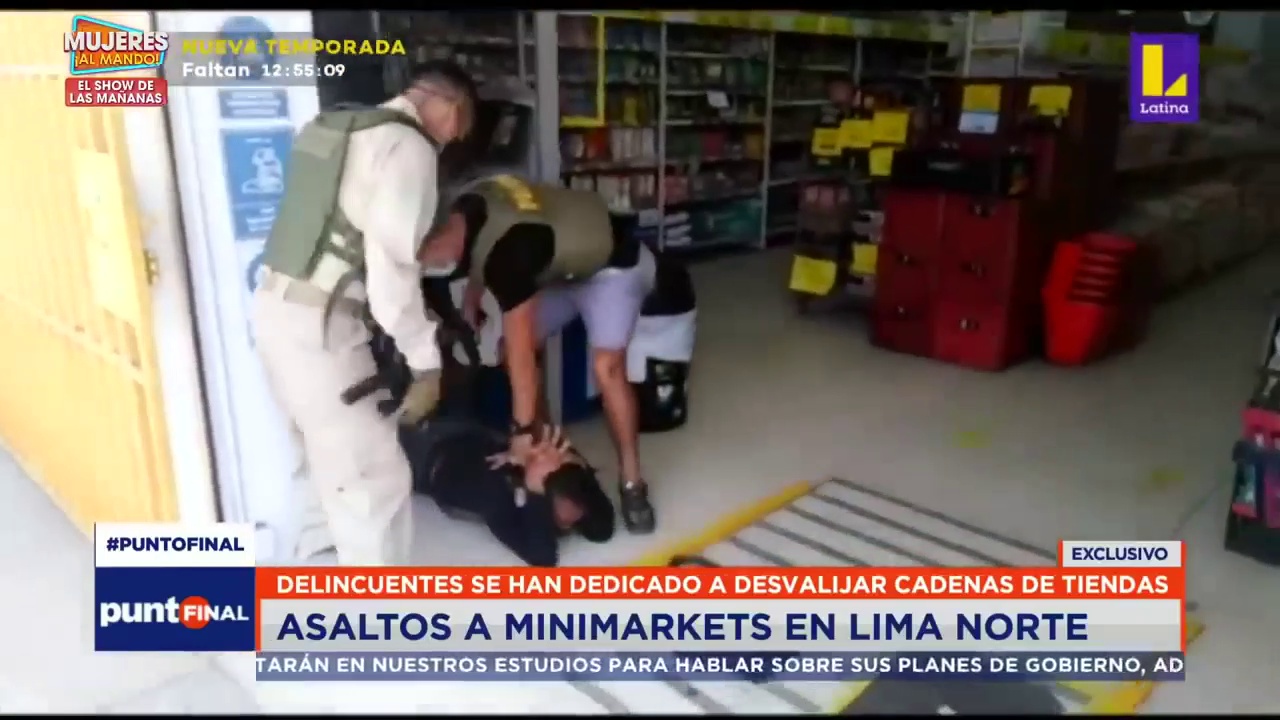 MUJERES
¡AL MANDO!
EL SHOW DE
LAS MAÑANAS
NUEVA TEMPORADA
Faltan 12:55:09
Latina
#PUNTOFINAL
punto FINAL
EXCLUSIVO
DELINCUENTES SE HAN DEDICADO A DESVALIJAR CADENAS DE TIENDAS
ASALTOS A MINIMARKETS EN LIMA NORTE
TARÁN EN NUESTROS ESTUDIOS PARA HABLAR SOBRE SUS PLANES DE GOBIERNO, AD